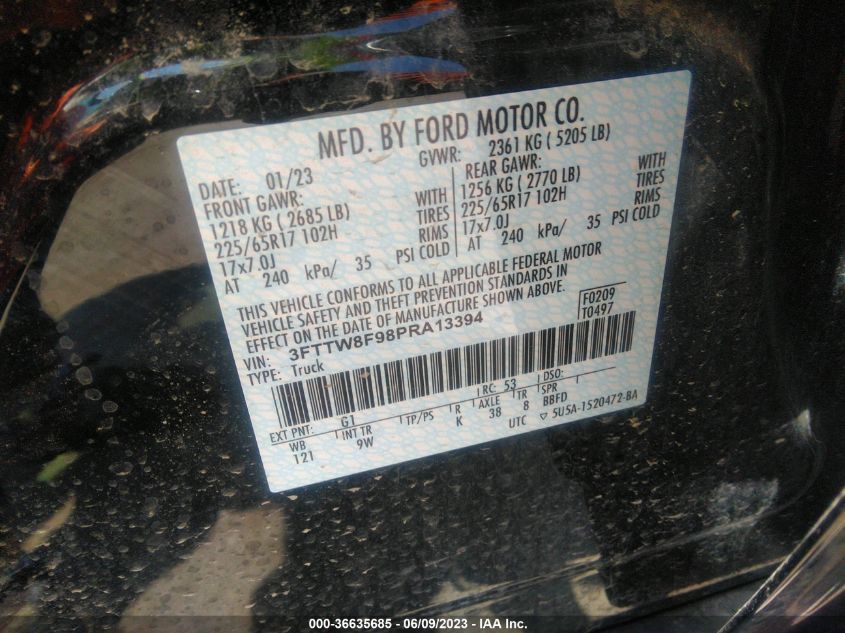 MFD. BY FORD MOTOR CO.
DATE: 01/23 GVWR: 2361 KG ( 5205 LB)
FRONT GAWR: REAR GAWR:
1218 KG ( 2685 LB) WITH 1256 KG ( 2770 LB) WITH
225/65R17 102H TIRES 225/65R17 102H TIRES
17x7.0J RIMS 17x7.0J RIMS
AT 240 kPa/ 35 PSI COLD AT 240 kPa/ 35 PSI COLD
THIS VEHICLE CONFORMS TO ALL APPLICABLE FEDERAL MOTOR
VEHICLE SAFETY AND THEFT PREVENTION STANDARDS IN
EFFECT ON THE DATE OF MANUFACTURE SHOWN ABOVE.
VIN: 3FTTW8F98PRA13394
F0209
T0497
TYPE: Truck
EXT PNT: G1 RC: 53 DSO:
WB INT TR TP/PS R AXLE TR SPR
121 9W K 38 8 BBFD
UTC ▽ 5U5A-1520472-BA
000-36635685 - 06/09/2023 - IAA Inc.